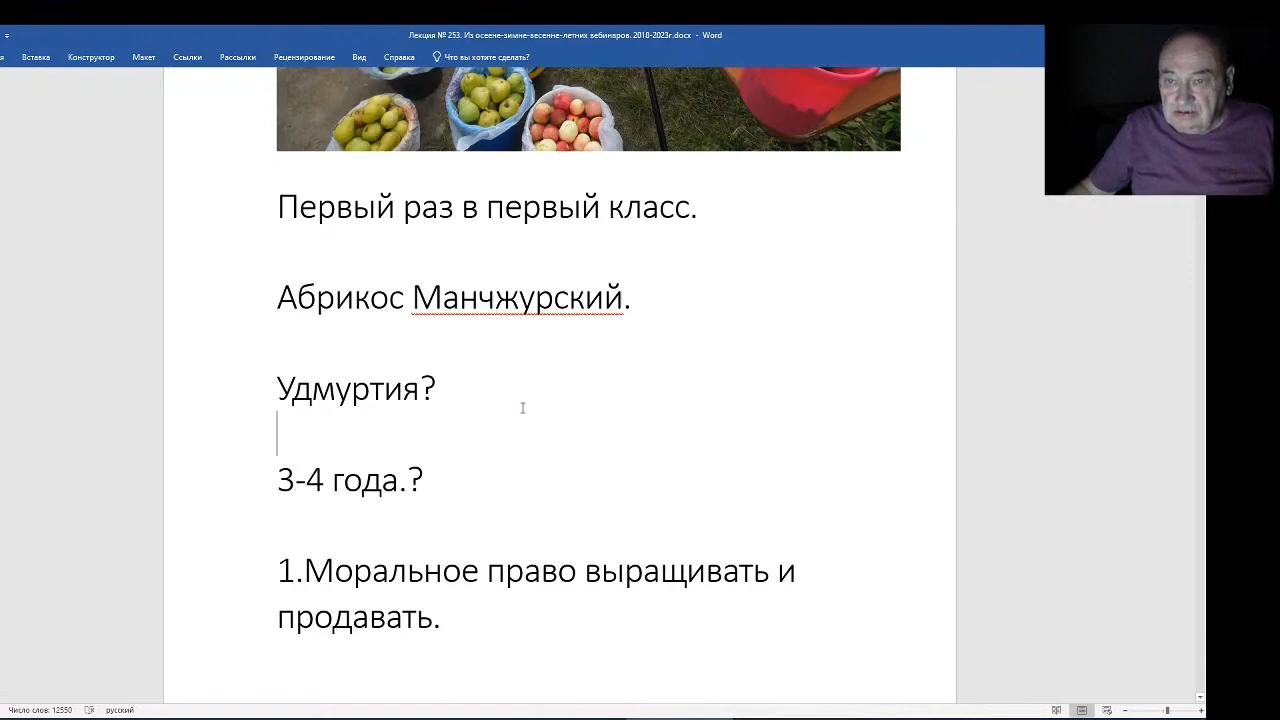 Лекция № 253. Из осеене-зимне-весенне-летних вебинаров. 2018-2023г.docx - Word
я Вставка Конструктор Макет Ссылки Рассылки Рецензирование Вид Справка Что вы хотите сделать?
Первый раз в первый класс.
Абрикос Манчжурский.
Удмуртия?
3-4 года.?
1.Моральное право выращивать и
продавать.
Число слов: 12550 русский